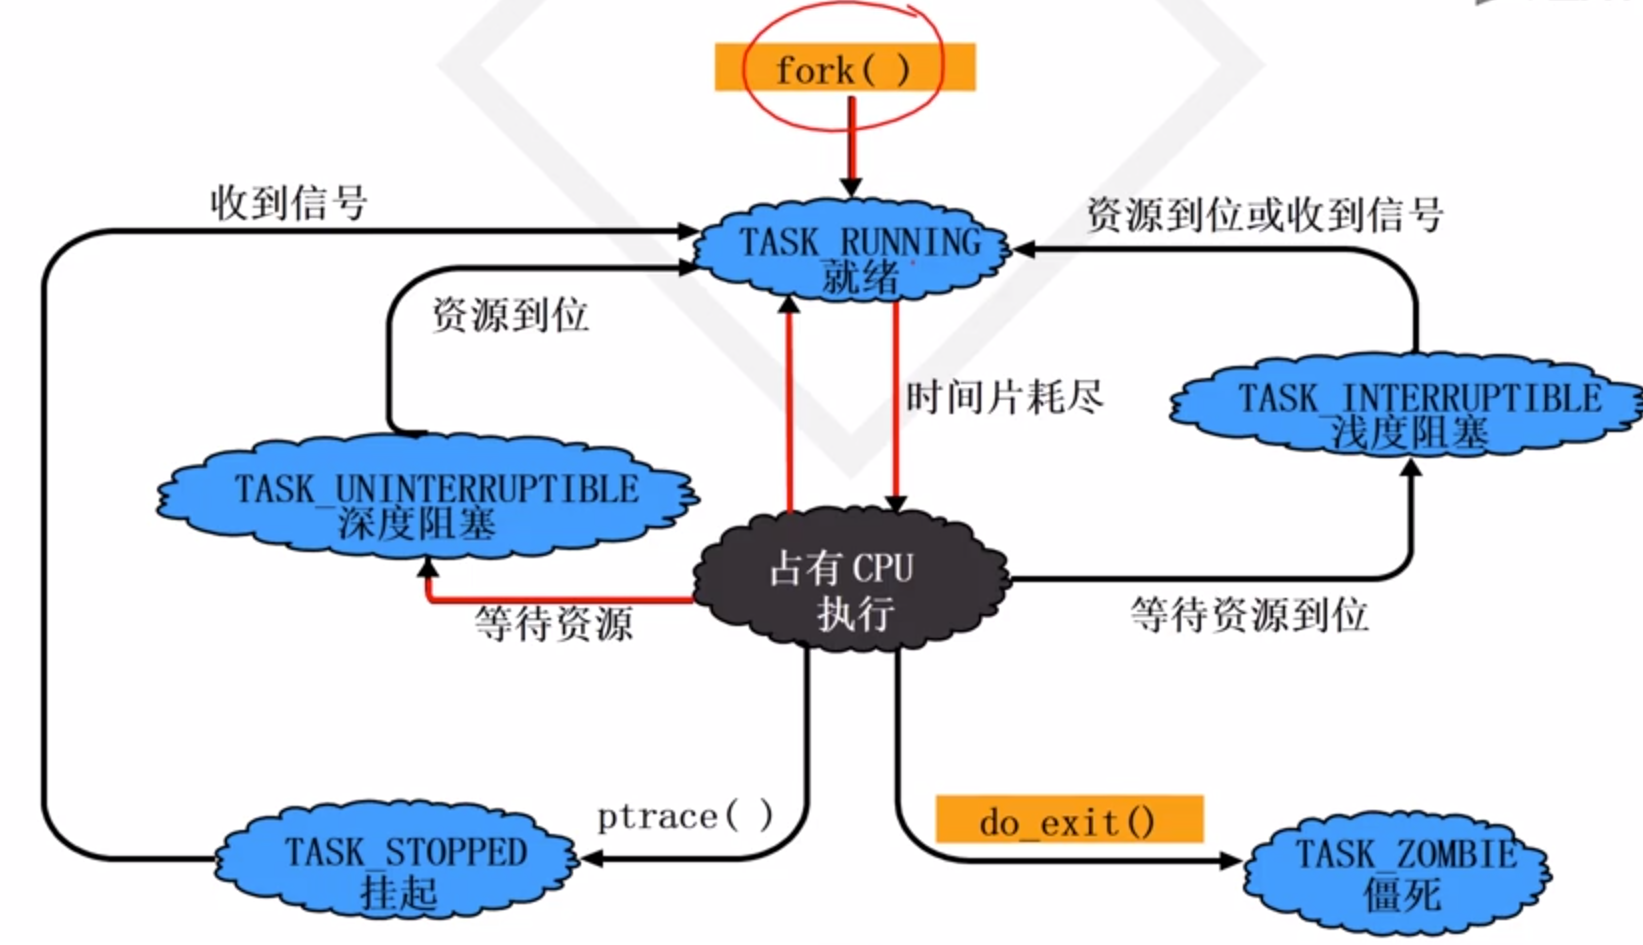 fork( )
收到信号
资源到位或收到信号
TASK_RUNNING
就绪
资源到位
时间片耗尽
TASK_INTERRUPTIBLE
浅度阻塞
TASK_UNINTERRUPTIBLE
深度阻塞
占有 CPU
执行
等待资源
等待资源到位
ptrace( )
do_exit()
TASK_STOPPED
挂起
TASK_ZOMBIE
僵死